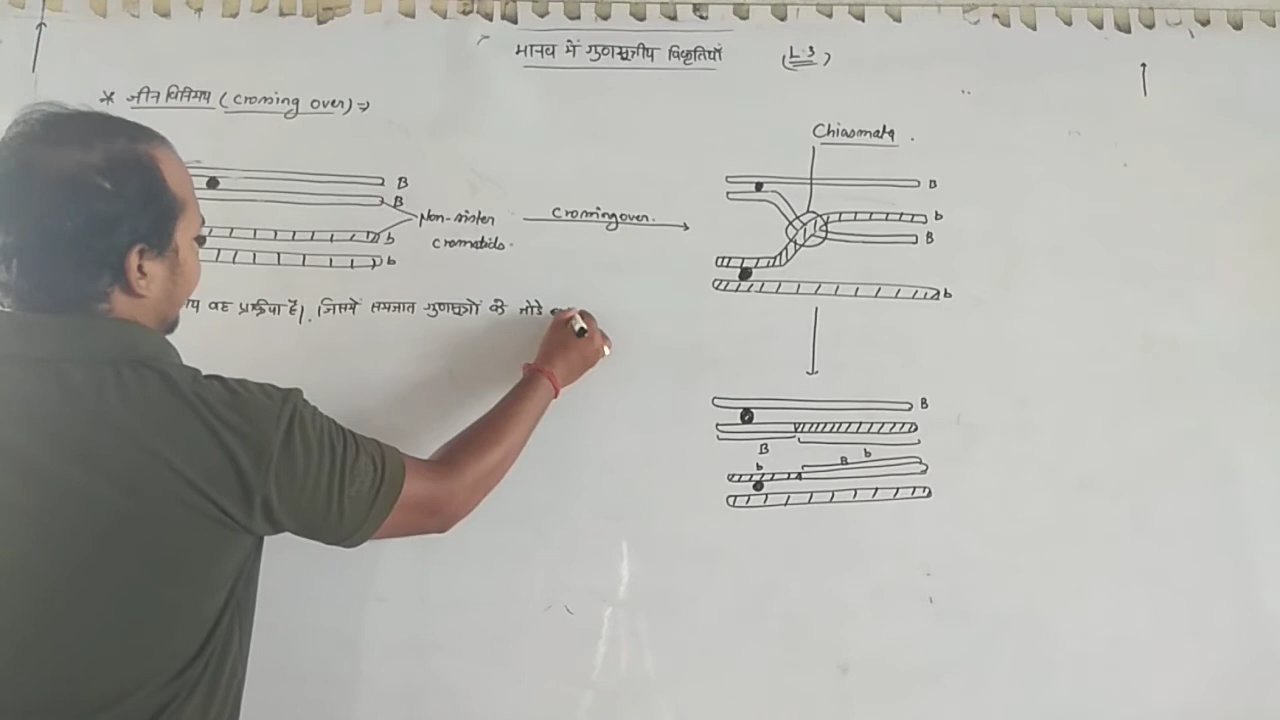 मानव में गुणसूत्रीय विकृतियाँ (L.3)
* जीन विनिमय (Crossing over) ⇒
B
B
Non-sister
cromatids.
b
b
Crossingover.
Chiasmata.
B
b
B
b
वह प्रक्रिया है। जिसमें समजात गुणसूत्रों के जोड़े
B
B
b
b
B